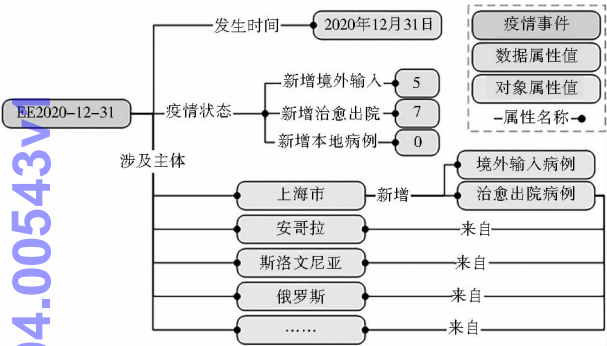 发生时间
2020年12月31日
疫情事件
数据属性值
对象属性值
属性名称
EE2020-12-31
疫情状态
新增境外输入
5
新增治愈出院
7
新增本地病例
0
涉及主体
上海市
新增
境外输入病例
治愈出院病例
安哥拉
来自
斯洛文尼亚
来自
俄罗斯
来自
……
来自
04.00543v1